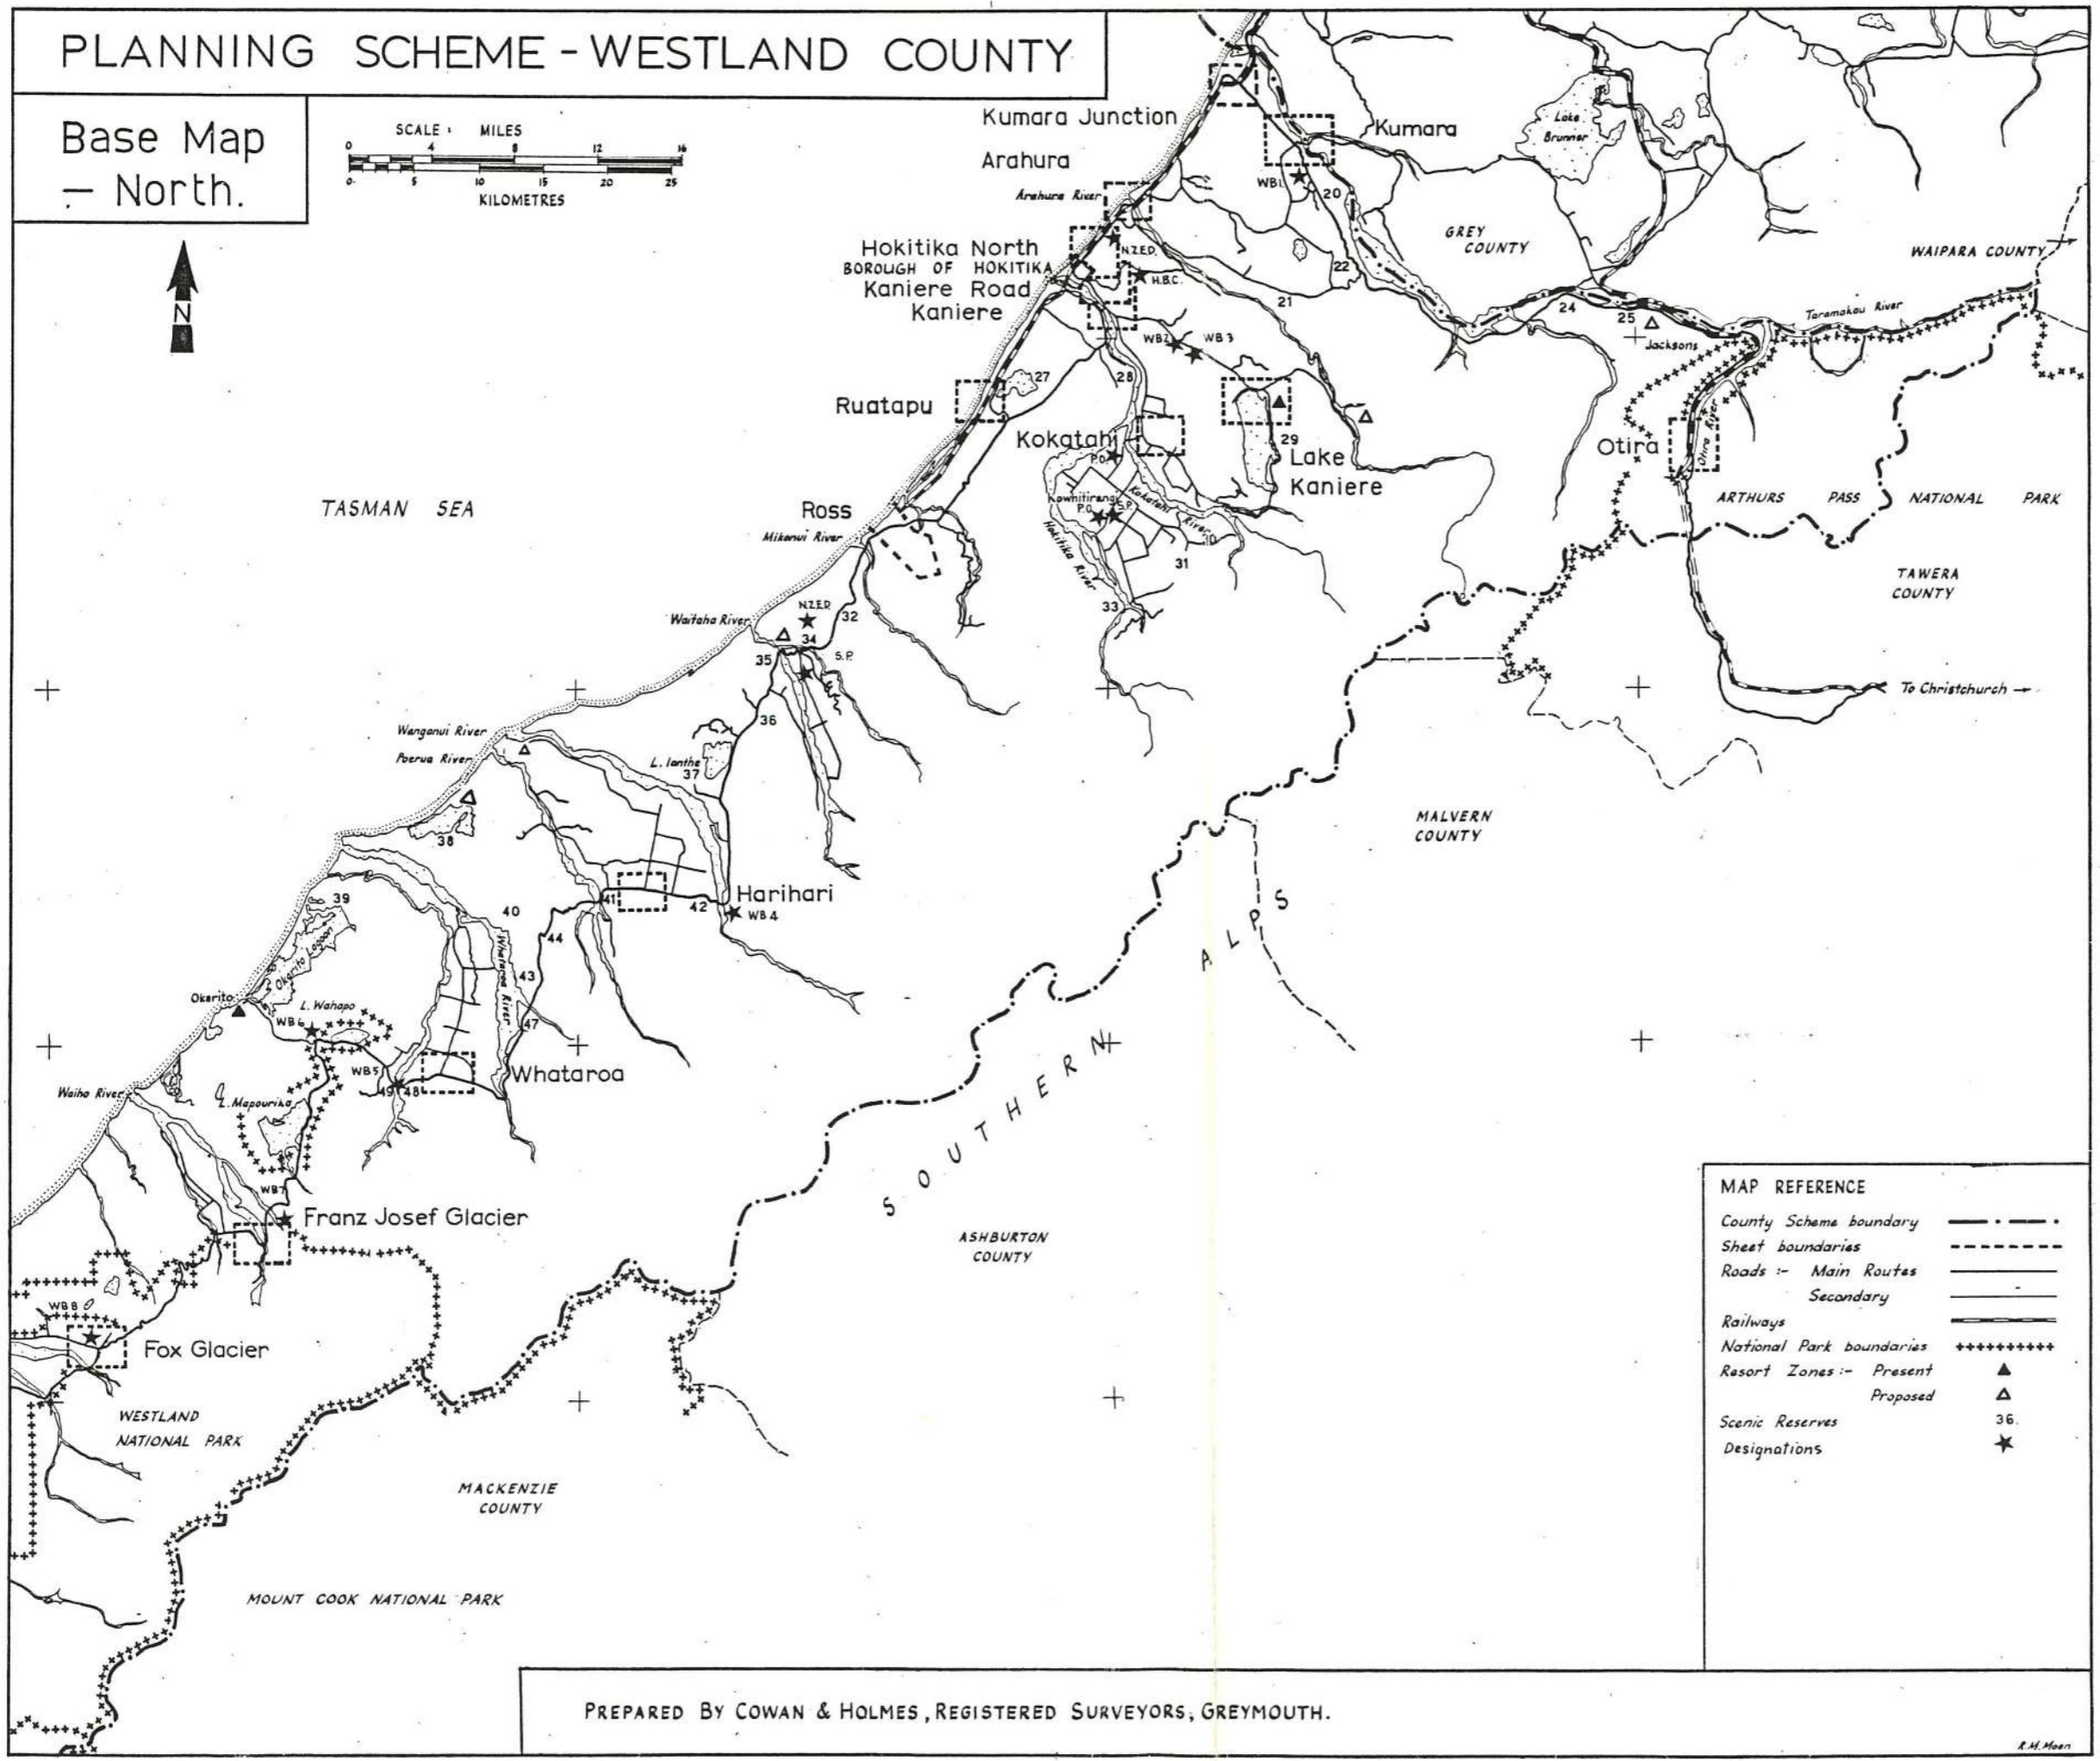 PLANNING SCHEME - WESTLAND COUNTY
Base Map
- North.
SCALE : MILES
0 4 8 12 16
0 5 10 15 20 25
KILOMETRES
N
Kumara Junction
Kumara
Lake
Brunner
Arahura
Arahura River
WB1.
20
GREY
COUNTY
WAIPARA COUNTY
Hokitika North
BOROUGH OF HOKITIKA
Kaniere Road
Kaniere
N.Z.E.D.
H.B.C.
22
21
24
25
Jacksons
Taramakau River
WB2
WB3
Ruatapu
27
28
29
Lake
Kaniere
Kokatahi
P.O.
Kowhitirangi
P.O.
S.P.
Kokatahi River
Hokitika River
30
31
33
Otira
Otira River
ARTHURS PASS NATIONAL PARK
TAWERA
COUNTY
To Christchurch
TASMAN SEA
Ross
Mikonui River
Waitaha River
N.Z.E.D.
32
34
35
S.P.
36
Wanganui River
Poerua River
L. Ianthe
37
38
MALVERN
COUNTY
39
40
41
42
Harihari
WB4
44
43
47
Whataroa River
Okarito Lagoon
Okarito
L. Wahapo
WB6
WB5
49
48
Whataroa
Waiho River
L. Mapourika
WB7
Franz Josef Glacier
SOUTHERN ALPS
ASHBURTON
COUNTY
WB8
Fox Glacier
WESTLAND
NATIONAL PARK
MACKENZIE
COUNTY
MOUNT COOK NATIONAL PARK
MAP REFERENCE
County Scheme boundary
Sheet boundaries
Roads :- Main Routes
Secondary
Railways
National Park boundaries
Resort Zones :- Present
Proposed
Scenic Reserves 36.
Designations
PREPARED BY COWAN & HOLMES, REGISTERED SURVEYORS, GREYMOUTH.